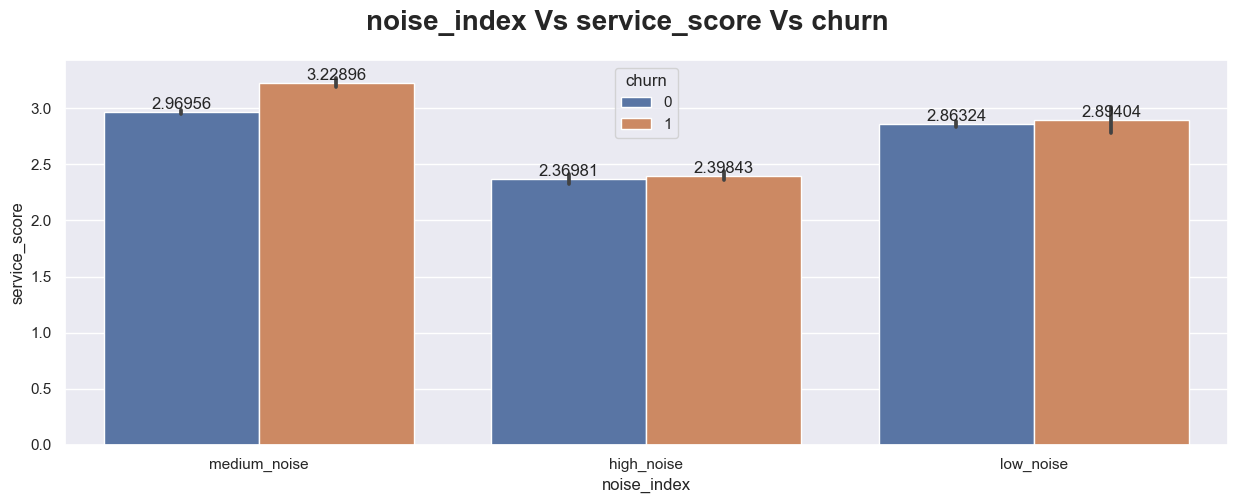 noise_index Vs service_score Vs churn
churn
0
1
2.96956
3.22896
2.36981
2.39843
2.86324
2.89404
service_score
3.0
2.5
2.0
1.5
1.0
0.5
0.0
medium_noise
high_noise
low_noise
noise_index